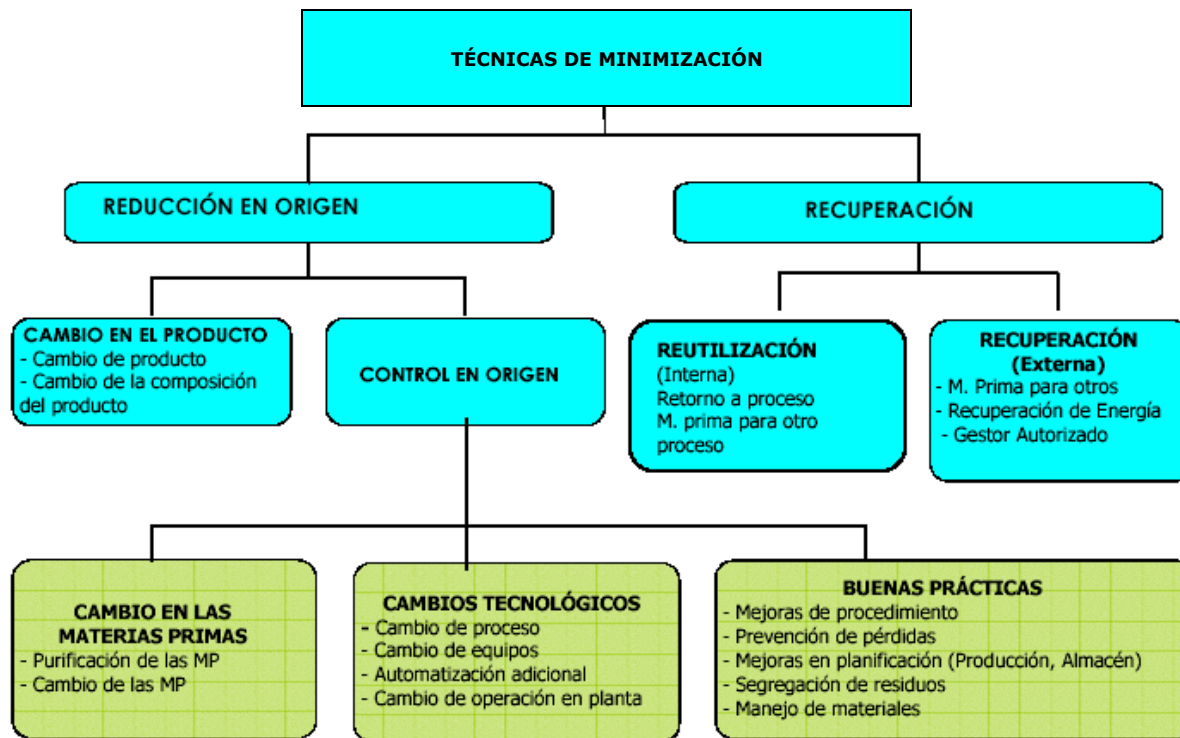 TÉCNICAS DE MINIMIZACIÓN
REDUCCIÓN EN ORIGEN
RECUPERACIÓN
CAMBIO EN EL PRODUCTO
- Cambio de producto
- Cambio de la composición
del producto
CONTROL EN ORIGEN
REUTILIZACIÓN
(Interna)
Retorno a proceso
M. prima para otro
proceso
RECUPERACIÓN
(Externa)
- M. Prima para otros
- Recuperación de Energía
- Gestor Autorizado
CAMBIO EN LAS
MATERIAS PRIMAS
- Purificación de las MP
- Cambio de las MP
CAMBIOS TECNOLÓGICOS
- Cambio de proceso
- Cambio de equipos
- Automatización adicional
- Cambio de operación en planta
BUENAS PRÁCTICAS
- Mejoras de procedimiento
- Prevención de pérdidas
- Mejoras en planificación (Producción, Almacén)
- Segregación de residuos
- Manejo de materiales